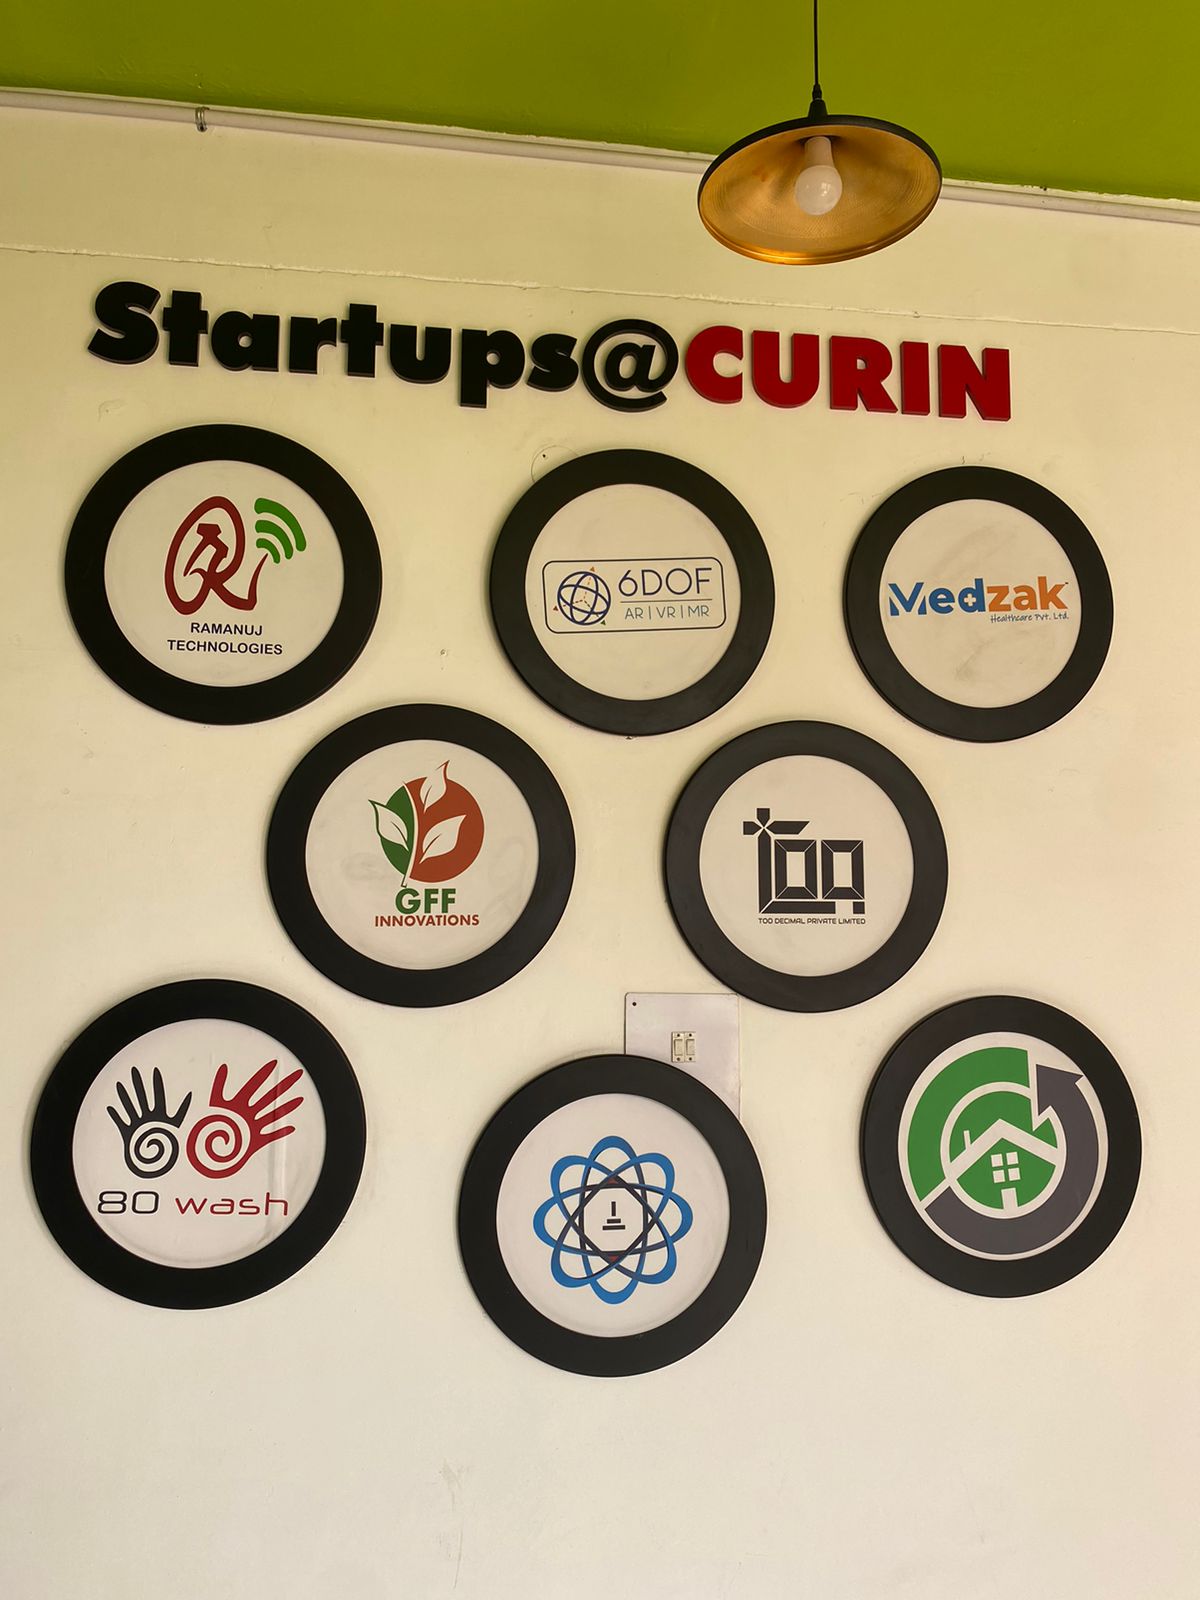 Startups@CURIN
RAMANUJ
TECHNOLOGIES
6DOF
AR | VR | MR
Medzak
Healthcare Pvt. Ltd.
GFF
INNOVATIONS
TOO DECIMAL PRIVATE LIMITED
80 wash